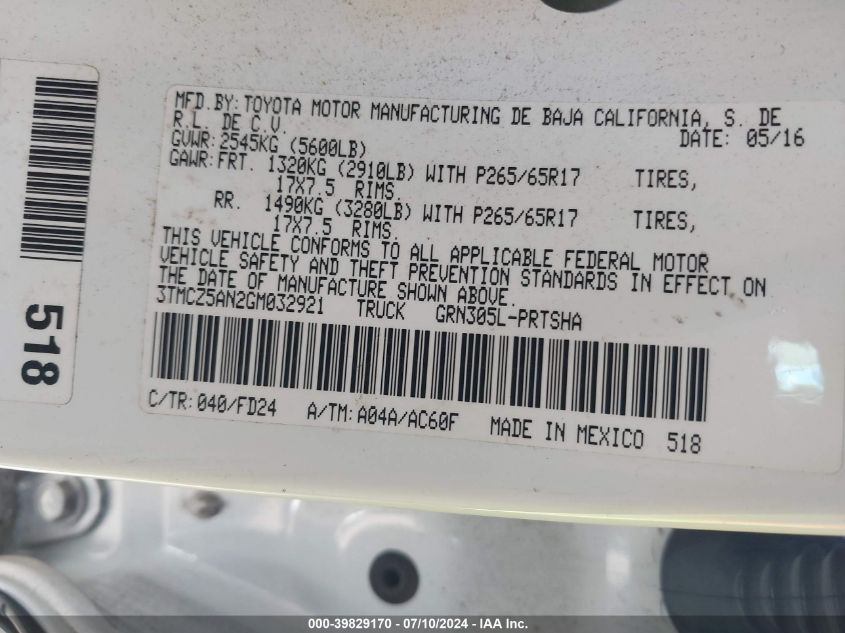 MFD. BY: TOYOTA MOTOR MANUFACTURING DE BAJA CALIFORNIA, S. DE
R.L. DE C.V. DATE: 05/16
GVWR: 2545KG (5600LB)
GAWR: FRT. 1320KG (2910LB) WITH P265/65R17 TIRES,
17X7.5 RIMS.
RR. 1490KG (3280LB) WITH P265/65R17 TIRES,
17X7.5 RIMS.
THIS VEHICLE CONFORMS TO ALL APPLICABLE FEDERAL MOTOR
VEHICLE SAFETY AND THEFT PREVENTION STANDARDS IN EFFECT ON
THE DATE OF MANUFACTURE SHOWN ABOVE.
3TMCZ5AN2GM032921 TRUCK GRN305L-PRTSHA
C/TR: 040/FD24 A/TM: A04A/AC60F MADE IN MEXICO 518
518
000-39829170 - 07/10/2024 - IAA Inc.